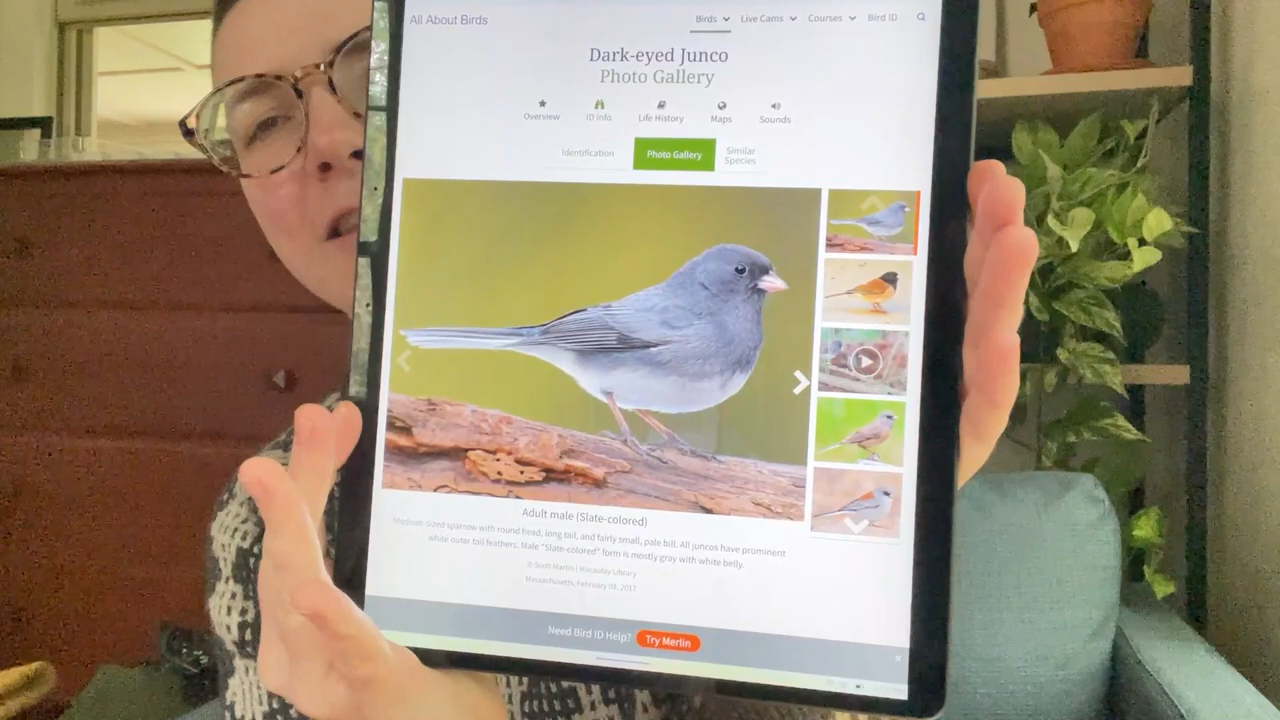 All About Birds
Birds Live Cams Courses Bird ID
Dark-eyed Junco
Photo Gallery
Overview ID Info Life History Maps Sounds
Identification Photo Gallery Similar
Species
Adult male (Slate-colored)
Medium-sized sparrow with round head, long tail, and fairly small, pale bill. All juncos have prominent
white outer tail feathers. Male "Slate-colored" form is mostly gray with white belly.
© Scott Martin | Macaulay Library
Massachusetts, February 03, 2017
Need Bird ID Help? Try Merlin